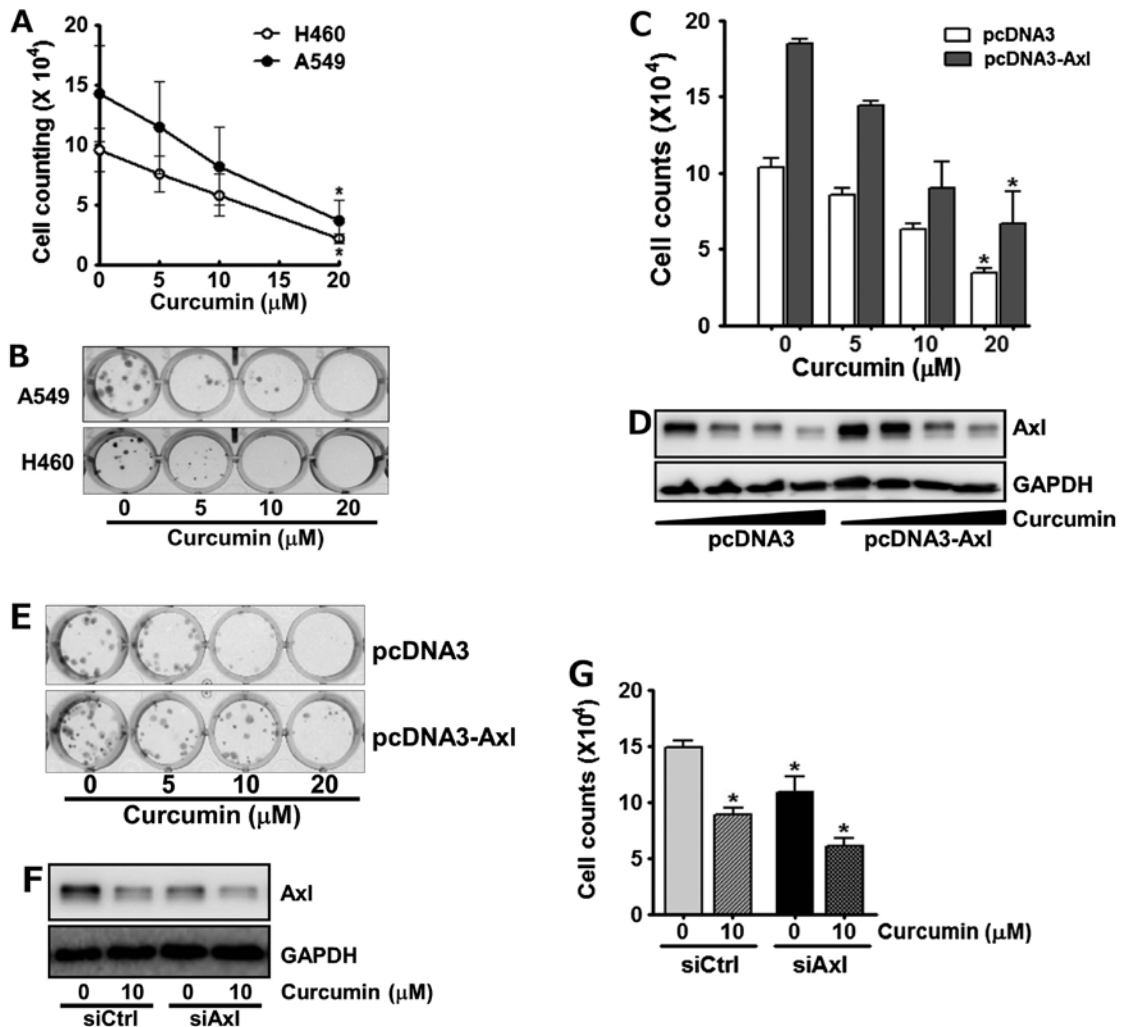 A
20
15
10
5
0
Cell counting (X 10⁴)
H460
A549
*
*
0 5 10 15 20
Curcumin (μM)
B
A549
H460
0 5 10 20
Curcumin (μM)
C
20
15
10
5
0
Cell counts (X10⁴)
pcDNA3
pcDNA3-Axl
*
*
0 5 10 20
Curcumin (μM)
D
Axl
GAPDH
Curcumin
pcDNA3 pcDNA3-Axl
E
pcDNA3
pcDNA3-Axl
0 5 10 20
Curcumin (μM)
F
Axl
GAPDH
0 10 0 10 Curcumin (μM)
siCtrl siAxl
G
20
15
10
5
0
Cell counts (X10⁴)
*
*
*
0 10 0 10 Curcumin (μM)
siCtrl siAxl